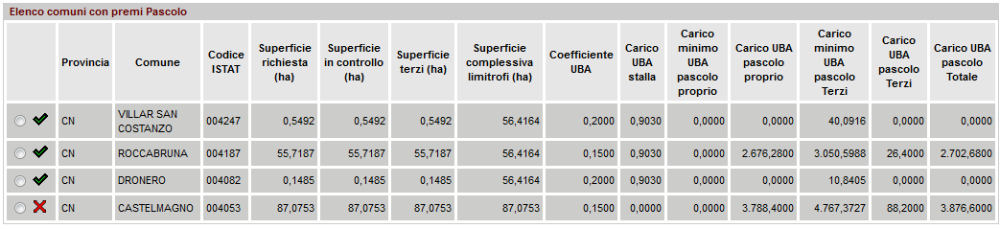 Elenco comuni con premi Pascolo
Provincia Comune Codice ISTAT Superficie richiesta (ha) Superficie in controllo (ha) Superficie terzi (ha) Superficie complessiva limitrofi (ha) Coefficiente UBA Carico UBA stalla Carico minimo UBA pascolo proprio Carico UBA pascolo proprio Carico minimo UBA pascolo Terzi Carico UBA pascolo Terzi Carico UBA pascolo Totale
CN VILLAR SAN COSTANZO 004247 0,5492 0,5492 0,5492 56,4164 0,2000 0,9030 0,0000 0,0000 40,0916 0,0000 0,0000
CN ROCCABRUNA 004187 55,7187 55,7187 55,7187 56,4164 0,1500 0,9030 0,0000 2.676,2800 3.050,5988 26,4000 2.702,6800
CN DRONERO 004082 0,1485 0,1485 0,1485 56,4164 0,2000 0,9030 0,0000 0,0000 10,8405 0,0000 0,0000
CN CASTELMAGNO 004053 87,0753 87,0753 87,0753 87,0753 0,1500 0,0000 0,0000 3.788,4000 4.767,3727 88,2000 3.876,6000